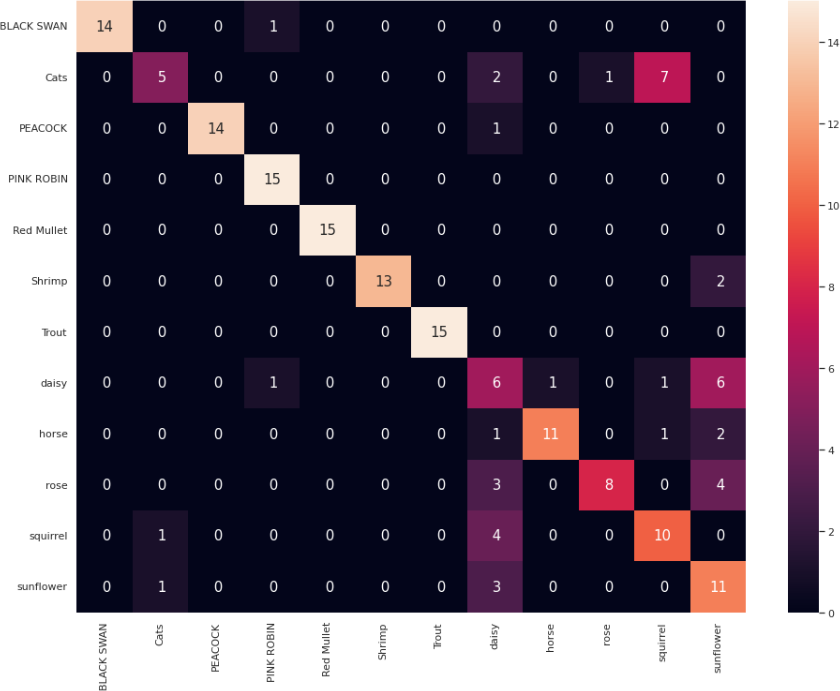 BLACK SWAN 14 0 0 1 0 0 0 0 0 0 0 0
Cats 0 5 0 0 0 0 0 2 0 1 7 0
PEACOCK 0 0 14 0 0 0 0 1 0 0 0 0
PINK ROBIN 0 0 0 15 0 0 0 0 0 0 0 0
Red Mullet 0 0 0 0 15 0 0 0 0 0 0 0
Shrimp 0 0 0 0 0 13 0 0 0 0 0 2
Trout 0 0 0 0 0 0 15 0 0 0 0 0
daisy 0 0 0 1 0 0 0 6 1 0 1 6
horse 0 0 0 0 0 0 0 1 11 0 1 2
rose 0 0 0 0 0 0 0 3 0 8 0 4
squirrel 0 1 0 0 0 0 0 4 0 0 10 0
sunflower 0 1 0 0 0 0 0 3 0 0 0 11
BLACK SWAN
Cats
PEACOCK
PINK ROBIN
Red Mullet
Shrimp
Trout
daisy
horse
rose
squirrel
sunflower
14
12
10
8
6
4
2
0